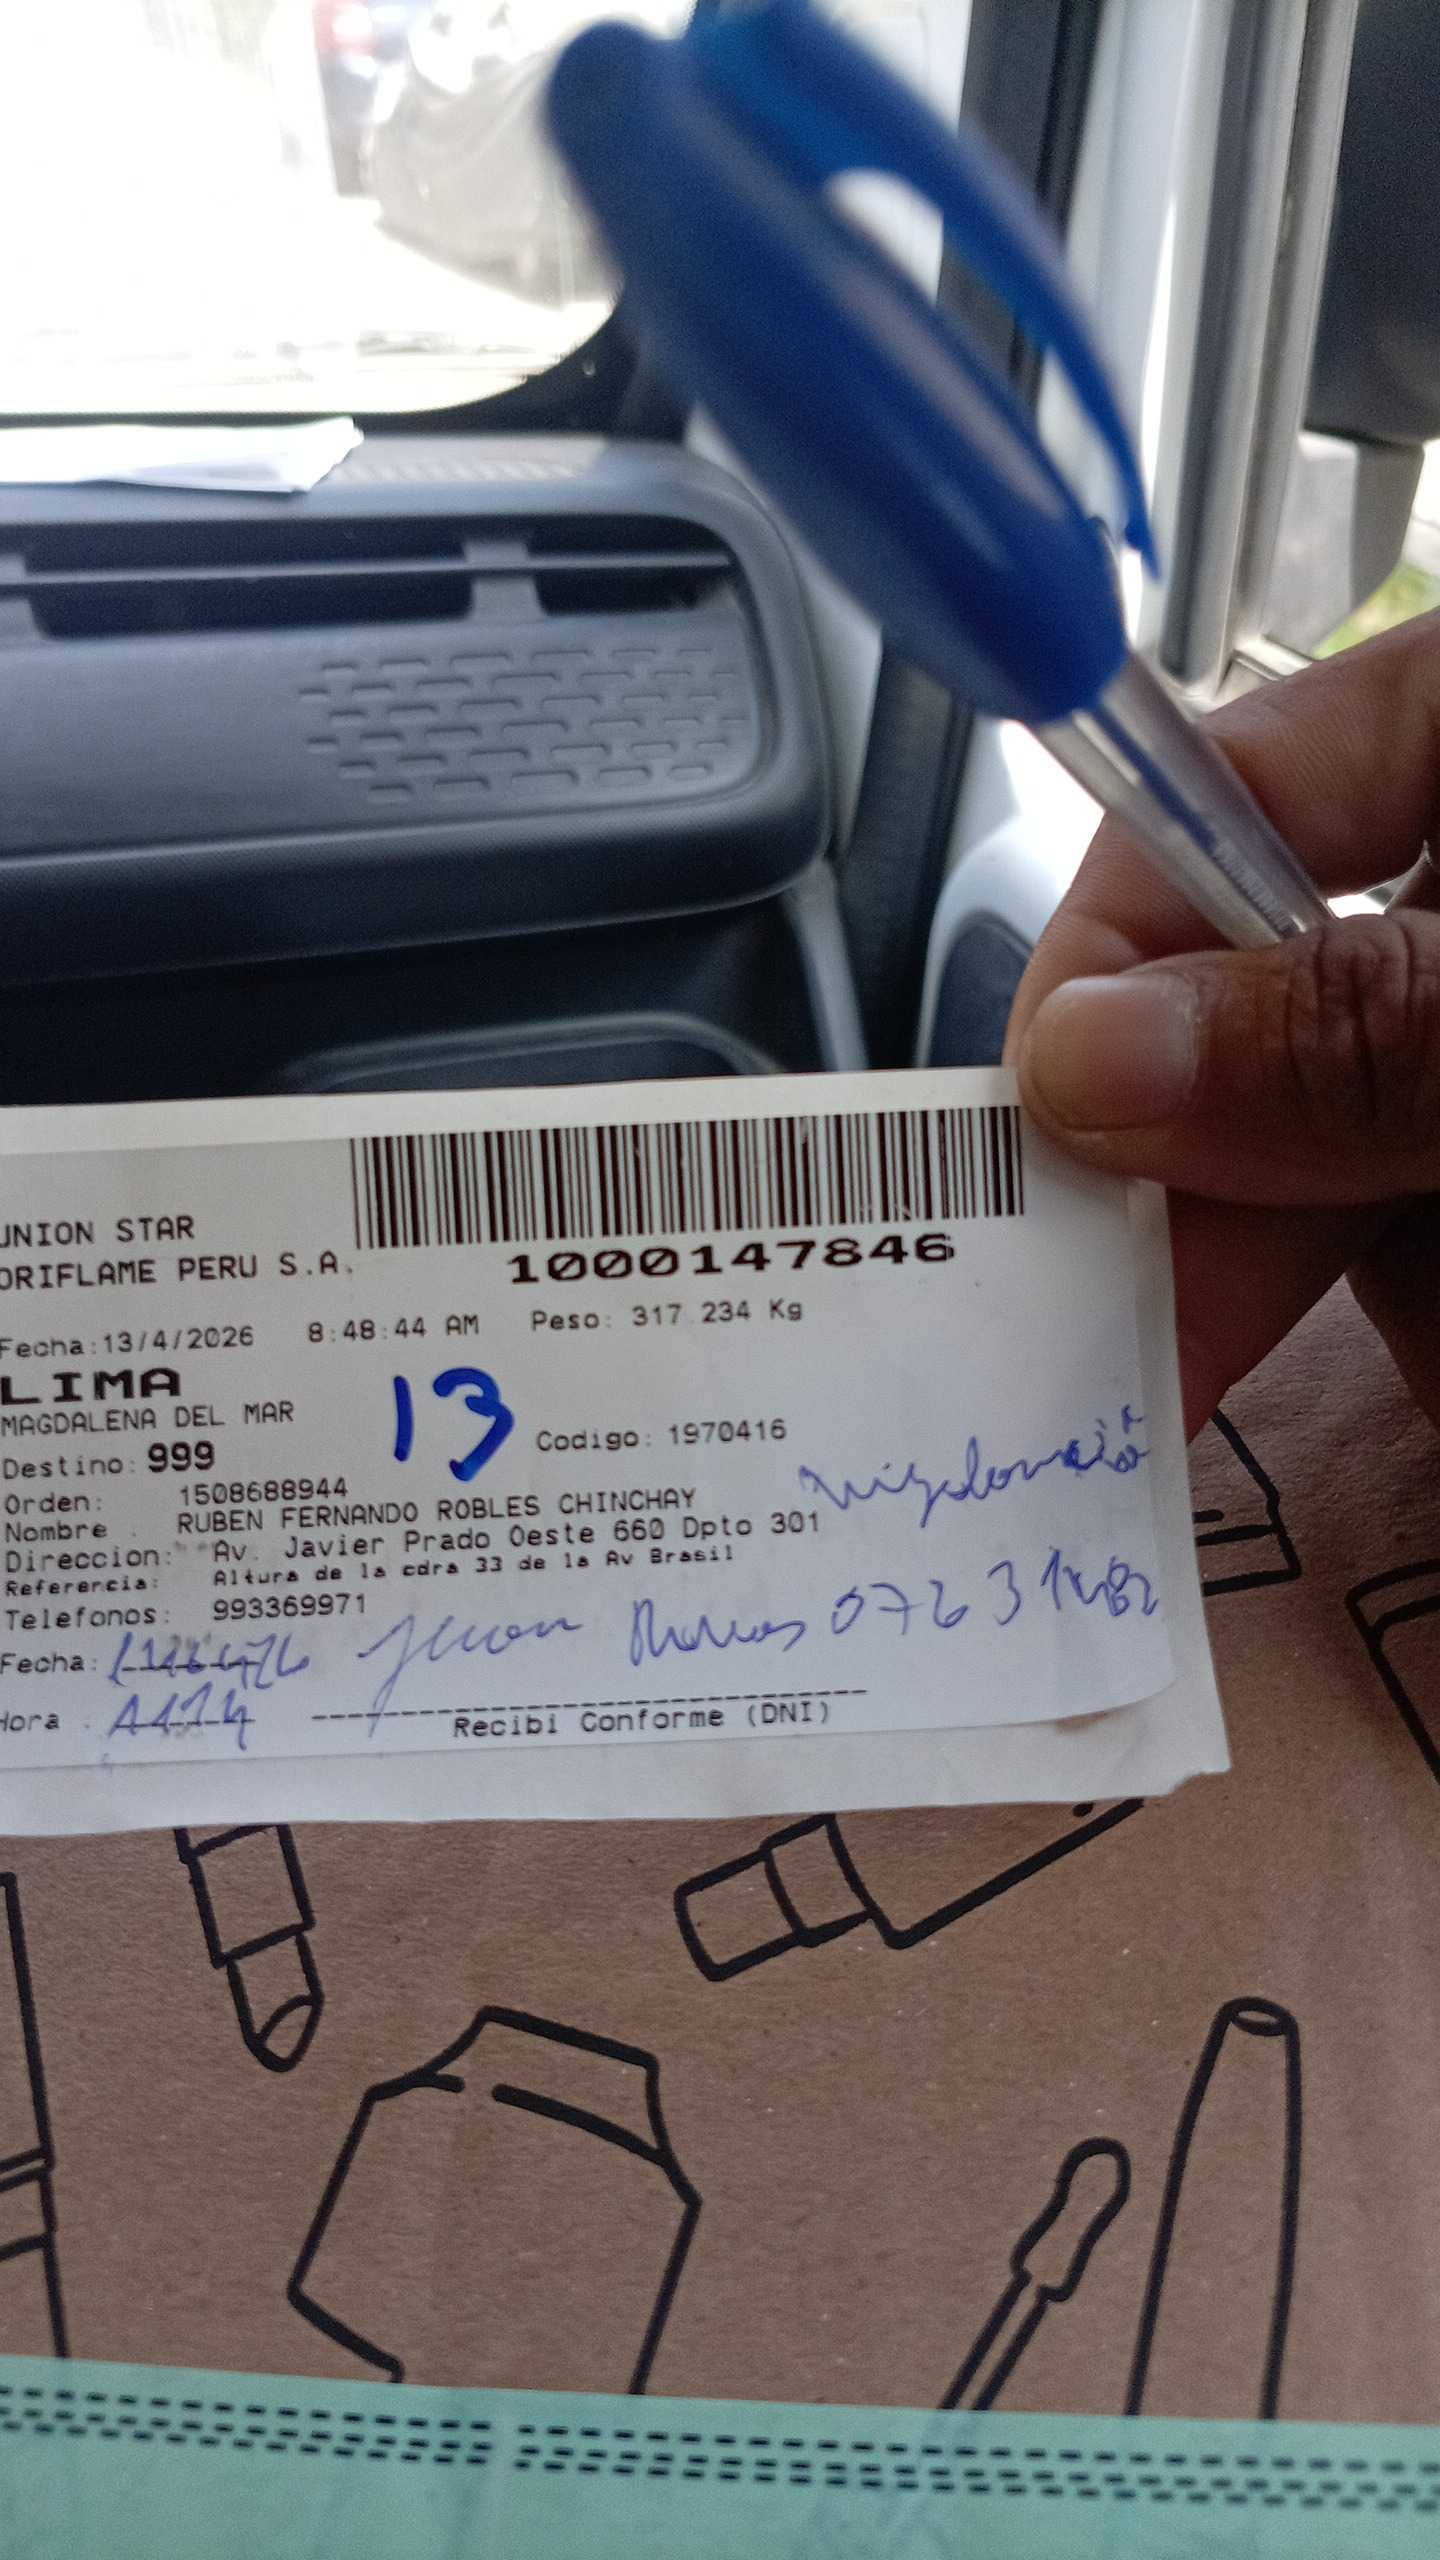 UNION STAR
ORIFLAME PERU S.A.
1000147846
Fecha:13/4/2026 8:48:44 AM Peso: 317.234 Kg
LIMA
MAGDALENA DEL MAR
13
Destino: 999
Codigo: 1970416
Orden: 1508688944
Nombre : RUBEN FERNANDO ROBLES CHINCHAY
Direccion: Av. Javier Prado Oeste 660 Dpto 301
Referencia: Altura de la cdra 33 de la Av Brasil
Telefonos: 993369971
Fecha:
Hora :
Recibi Conforme (DNI)